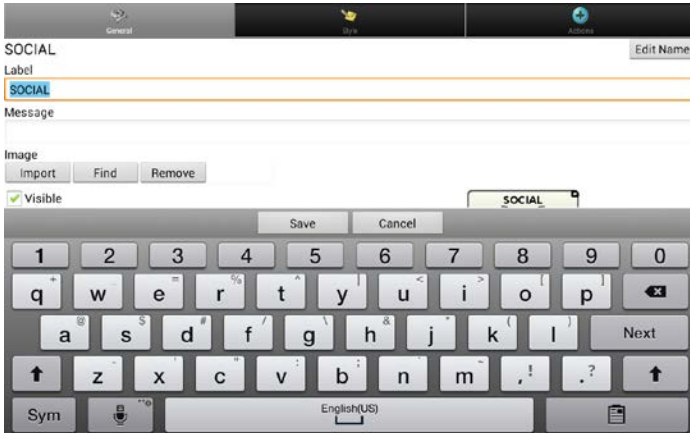 General Style Actions
SOCIAL Edit Name
Label
SOCIAL
Message
Image
Import Find Remove
Visible SOCIAL
Save Cancel
1 2 3 4 5 6 7 8 9 0
q + w e = r % t ^ y | u < i > o [ p ]
a @ s $ d # f / g \ h & j * k ( l ) Next
z x ' c " v : b ; n m ~ , ! . ?
Sym English(US)